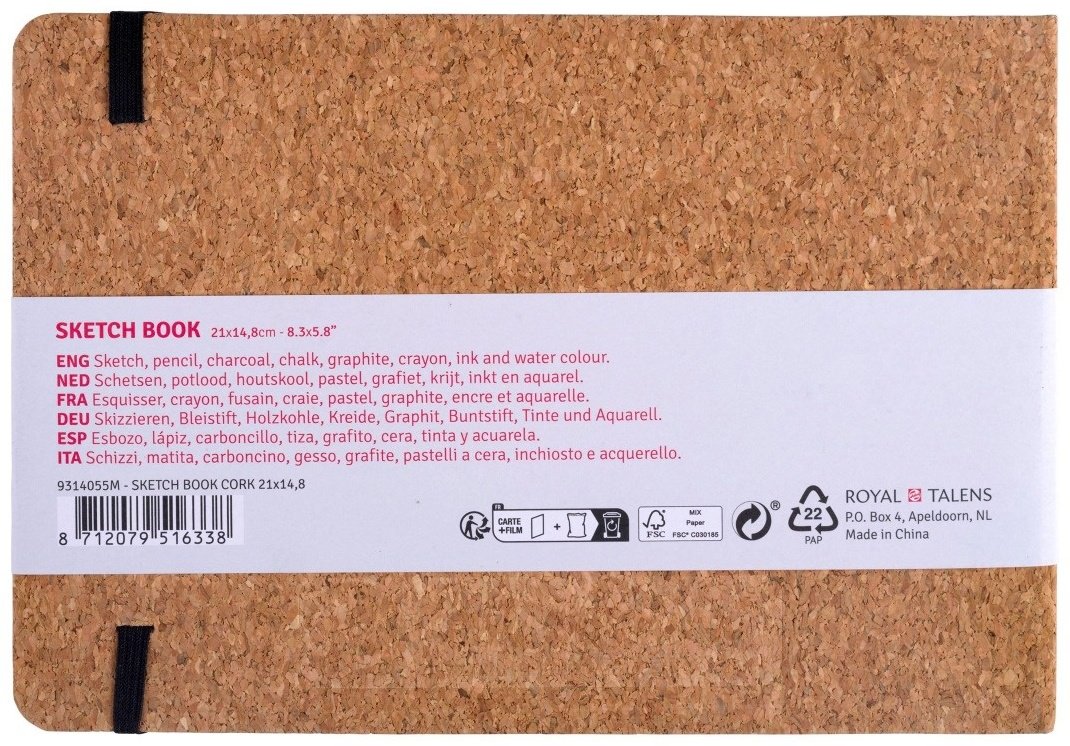 SKETCH BOOK 21x14,8cm - 8.3x5.8"
ENG Sketch, pencil, charcoal, chalk, graphite, crayon, ink and water colour.
NED Schetsen, potlood, houtskool, pastel, grafiet, krijt, inkt en aquarel.
FRA Esquisser, crayon, fusain, craie, pastel, graphite, encre et aquarelle.
DEU Skizzieren, Bleistift, Holzkohle, Kreide, Graphit, Buntstift, Tinte und Aquarell.
ESP Esbozo, lápiz, carboncillo, tiza, grafito, cera, tinta y acuarela.
ITA Schizzi, matita, carboncino, gesso, grafite, pastelli a cera, inchiosto e acquerello.
9314055M - SKETCH BOOK CORK 21x14,8
8 712079 516338
FR
CARTE
+FILM
+
FSC
MIX
Paper
FSC® C030185
®
22
PAP
ROYAL TALENS
P.O. Box 4, Apeldoorn, NL
Made in China